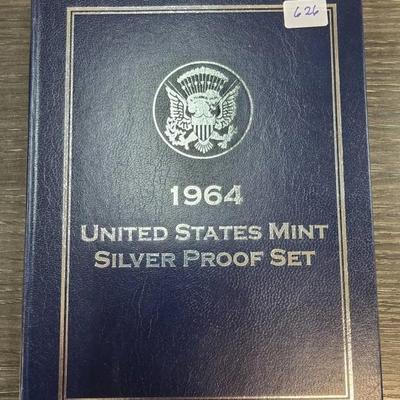 626
1964
UNITED STATES MINT
SILVER PROOF SET